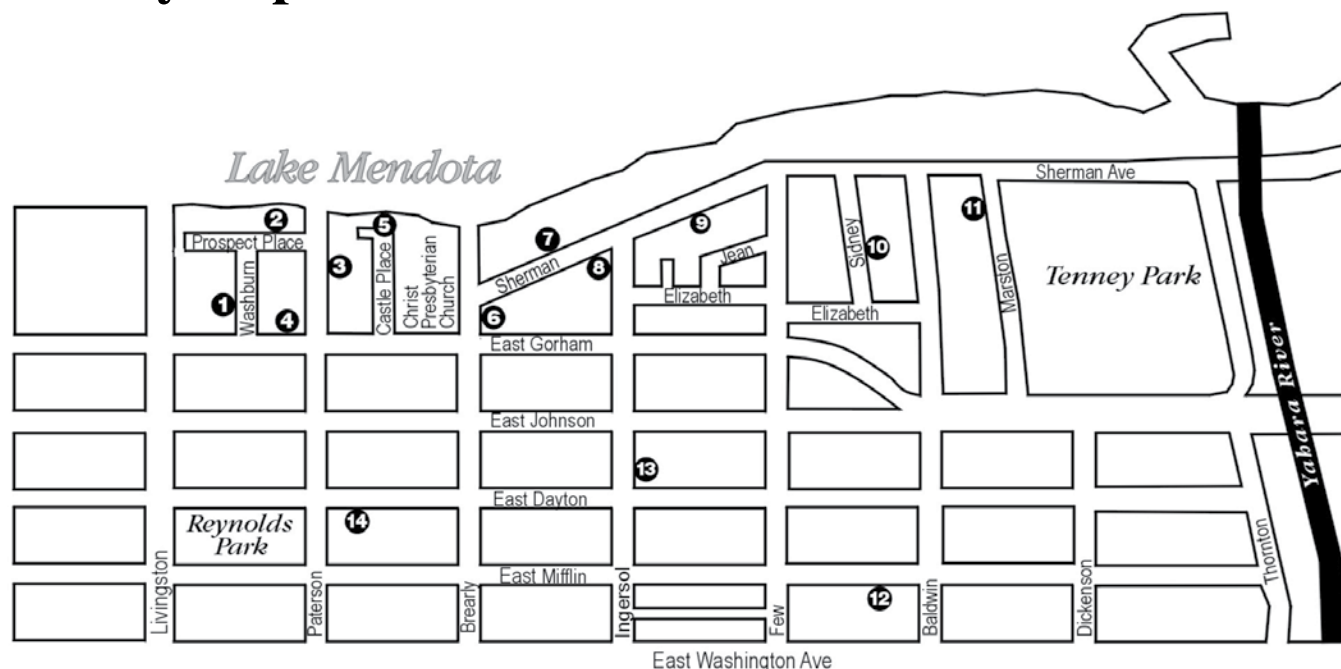 Lake Mendota
Sherman Ave
2
5
7
9
11
Prospect Place
3
Castle Place
Christ
Presbyterian
Church
Sherman
8
Jean
Sidney
10
Tenney Park
Marston
1
Washburn
4
6
Elizabeth
Elizabeth
East Gorham
Yahara River
East Johnson
13
East Dayton
Reynolds
Park
14
East Mifflin
12
Livingston
Paterson
Brearly
Ingersol
Few
Baldwin
Dickenson
Thornton
East Washington Ave